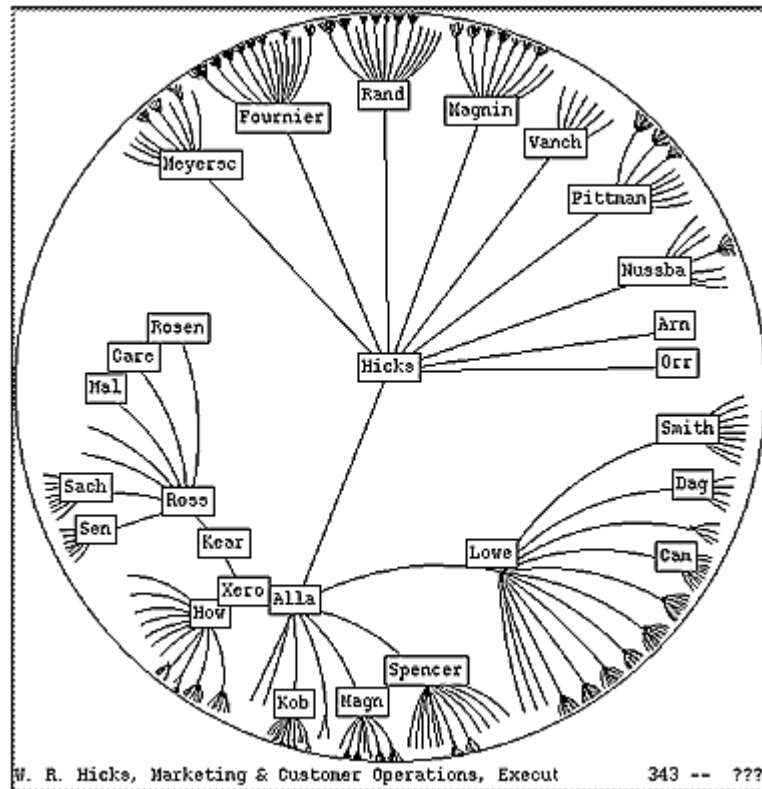 Rand
Fournier
Magnin
Vanch
Meyersc
Pittman
Nussba
Arn
Rosen
Care
Hicks
Orr
Mal
Smith
Sach
Ross
Dag
Sen
Kear
Lowe
Can
Xero
Alla
How
Spencer
Kob
Magn
W. R. Hicks, Marketing & Customer Operations, Execut 343 -- ???